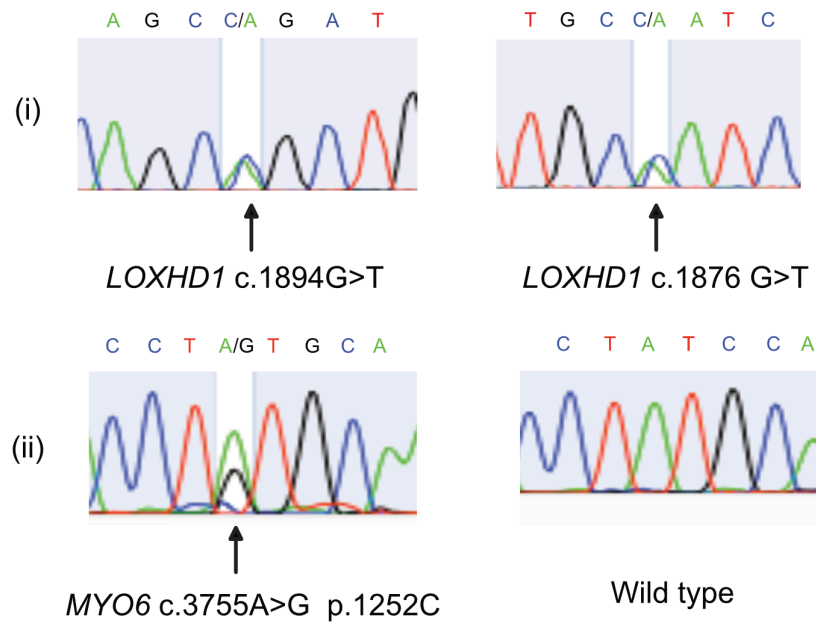 A G C C/A G A T
T G C C/A A T C
(i)
LOXHD1 c.1894G>T
LOXHD1 c.1876 G>T
C C T A/G T G C A
C T A T C C A
(ii)
MYO6 c.3755A>G p.1252C
Wild type